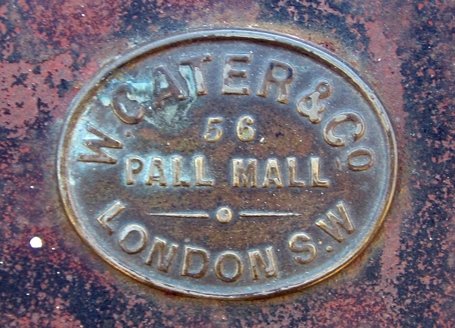 W. CATER & Co
56
PALL MALL
LONDON S.W